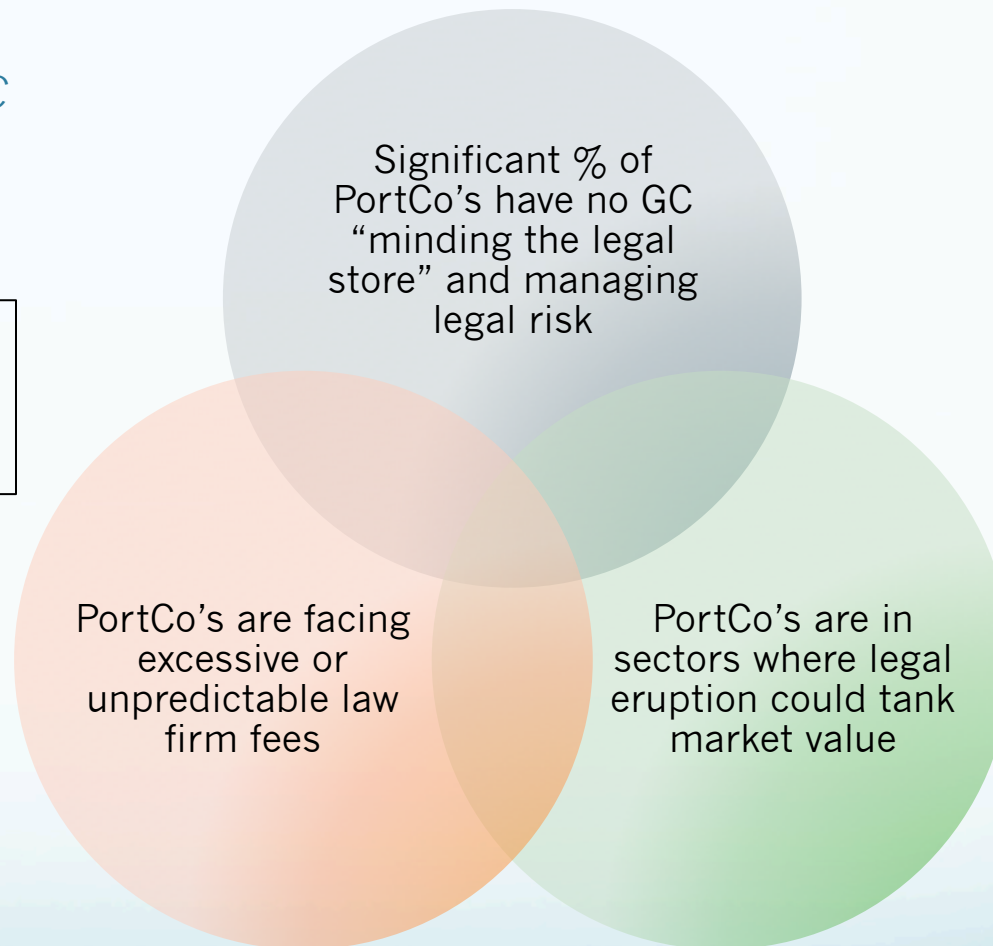 Significant % of
PortCo’s have no GC
“minding the legal
store” and managing
legal risk
PortCo’s are facing
excessive or
unpredictable law
firm fees
PortCo’s are in
sectors where legal
eruption could tank
market value